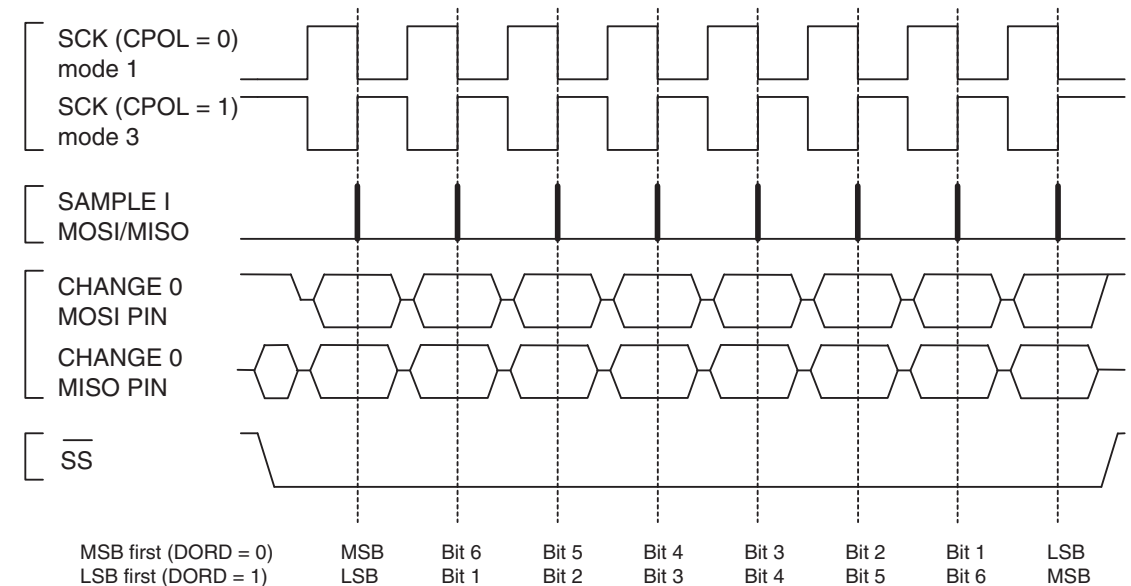 SCK (CPOL = 0)
mode 1
SCK (CPOL = 1)
mode 3
SAMPLE I
MOSI/MISO
CHANGE 0
MOSI PIN
CHANGE 0
MISO PIN
SS
MSB first (DORD = 0) MSB Bit 6 Bit 5 Bit 4 Bit 3 Bit 2 Bit 1 LSB
LSB first (DORD = 1) LSB Bit 1 Bit 2 Bit 3 Bit 4 Bit 5 Bit 6 MSB